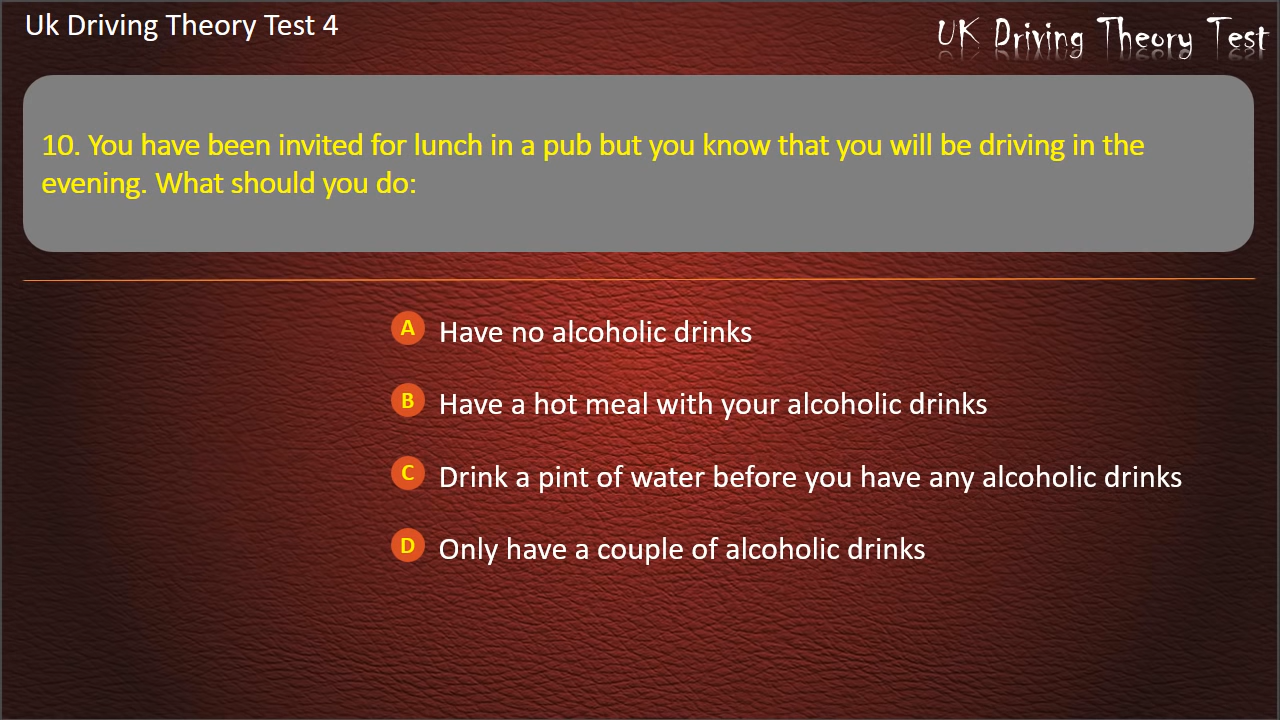 Uk Driving Theory Test 4
UK Driving Theory Test
10. You have been invited for lunch in a pub but you know that you will be driving in the
evening. What should you do:
A Have no alcoholic drinks
B Have a hot meal with your alcoholic drinks
C Drink a pint of water before you have any alcoholic drinks
D Only have a couple of alcoholic drinks